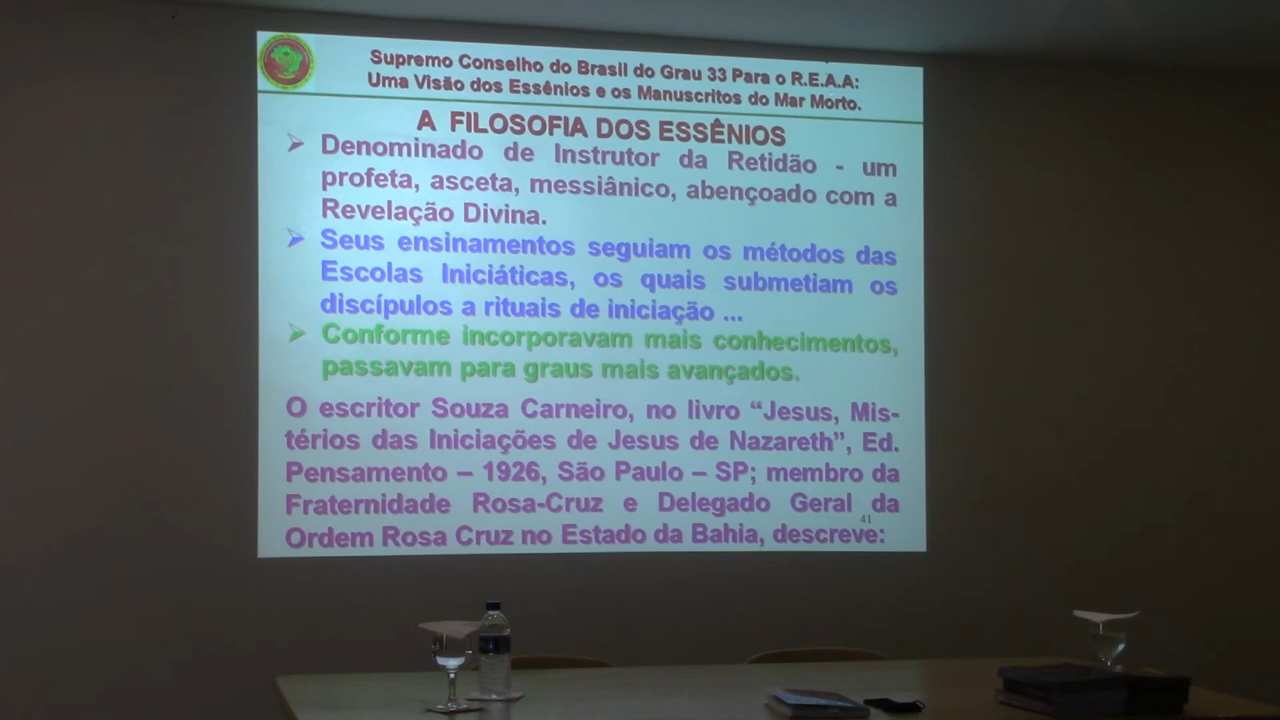 Supremo Conselho do Brasil do Grau 33 Para o R.E.A.A:
Uma Visão dos Essênios e os Manuscritos do Mar Morto.
A FILOSOFIA DOS ESSÊNIOS
➢ Denominado de Instrutor da Retidão - um
profeta, asceta, messiânico, abençoado com a
Revelação Divina.
➢ Seus ensinamentos seguiam os métodos das
Escolas Iniciáticas, os quais submetiam os
discípulos a rituais de iniciação ...
➢ Conforme incorporavam mais conhecimentos,
passavam para graus mais avançados.
O escritor Souza Carneiro, no livro “Jesus, Mis-
térios das Iniciações de Jesus de Nazareth”, Ed.
Pensamento – 1926, São Paulo – SP; membro da
Fraternidade Rosa-Cruz e Delegado Geral da
Ordem Rosa Cruz no Estado da Bahia, descreve:
41